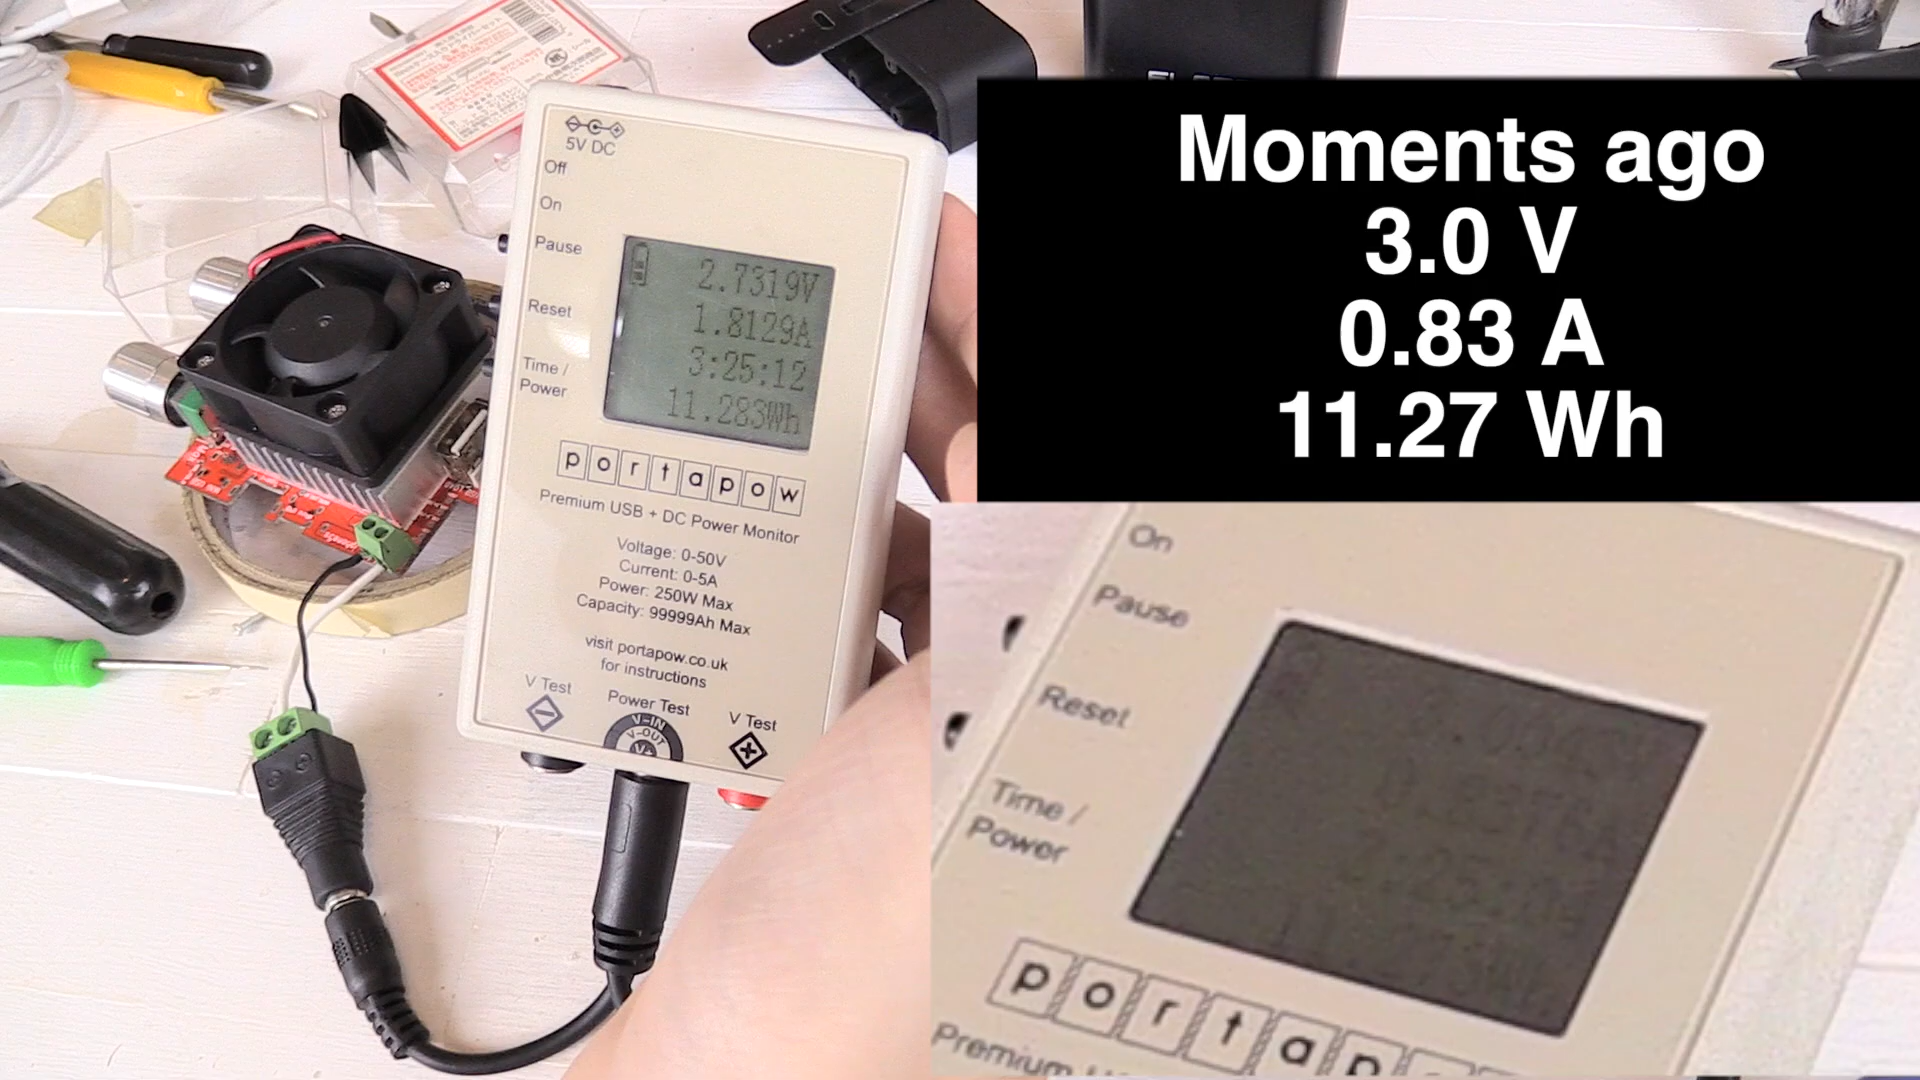 5V DC
Off
On
Pause
Reset
Time /
Power
2.7319V
1.8129A
3:25:12
11.283Wh
portapow
Premium USB + DC Power Monitor
Voltage: 0-50V
Current: 0-5A
Power: 250W Max
Capacity: 99999Ah Max
visit portapow.co.uk
for instructions
V Test
Power Test
V Test
V-IN
V-OUT
V+
Moments ago
3.0 V
0.83 A
11.27 Wh
On
Pause
Reset
Time /
Power
portap
Premium